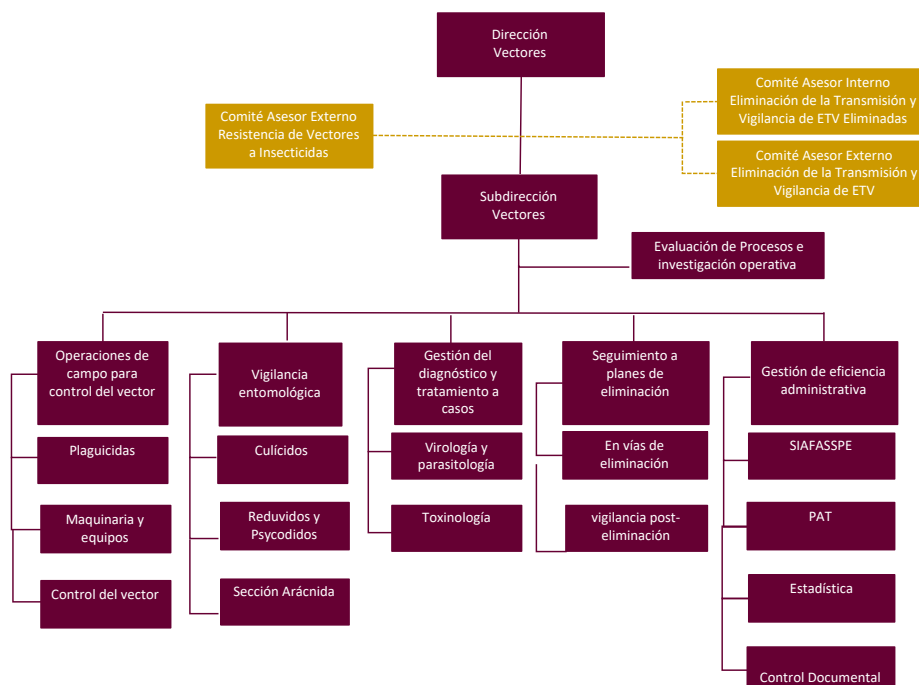 Dirección
Vectores
Comité Asesor Externo
Resistencia de Vectores
a Insecticidas
Comité Asesor Interno
Eliminación de la Transmisión y
Vigilancia de ETV Eliminadas
Comité Asesor Externo
Eliminación de la Transmisión y
Vigilancia de ETV
Subdirección
Vectores
Evaluación de Procesos e
investigación operativa
Operaciones de
campo para
control del vector
Plaguicidas
Maquinaria y
equipos
Control del vector
Vigilancia
entomológica
Culícidos
Reduvidos y
Psycodidos
Sección Arácnida
Gestión del
diagnóstico y
tratamiento a
casos
Virología y
parasitología
Toxinología
Seguimiento a
planes de
eliminación
En vías de
eliminación
vigilancia post-
eliminación
Gestión de eficiencia
administrativa
SIAFASSPE
PAT
Estadística
Control Documental